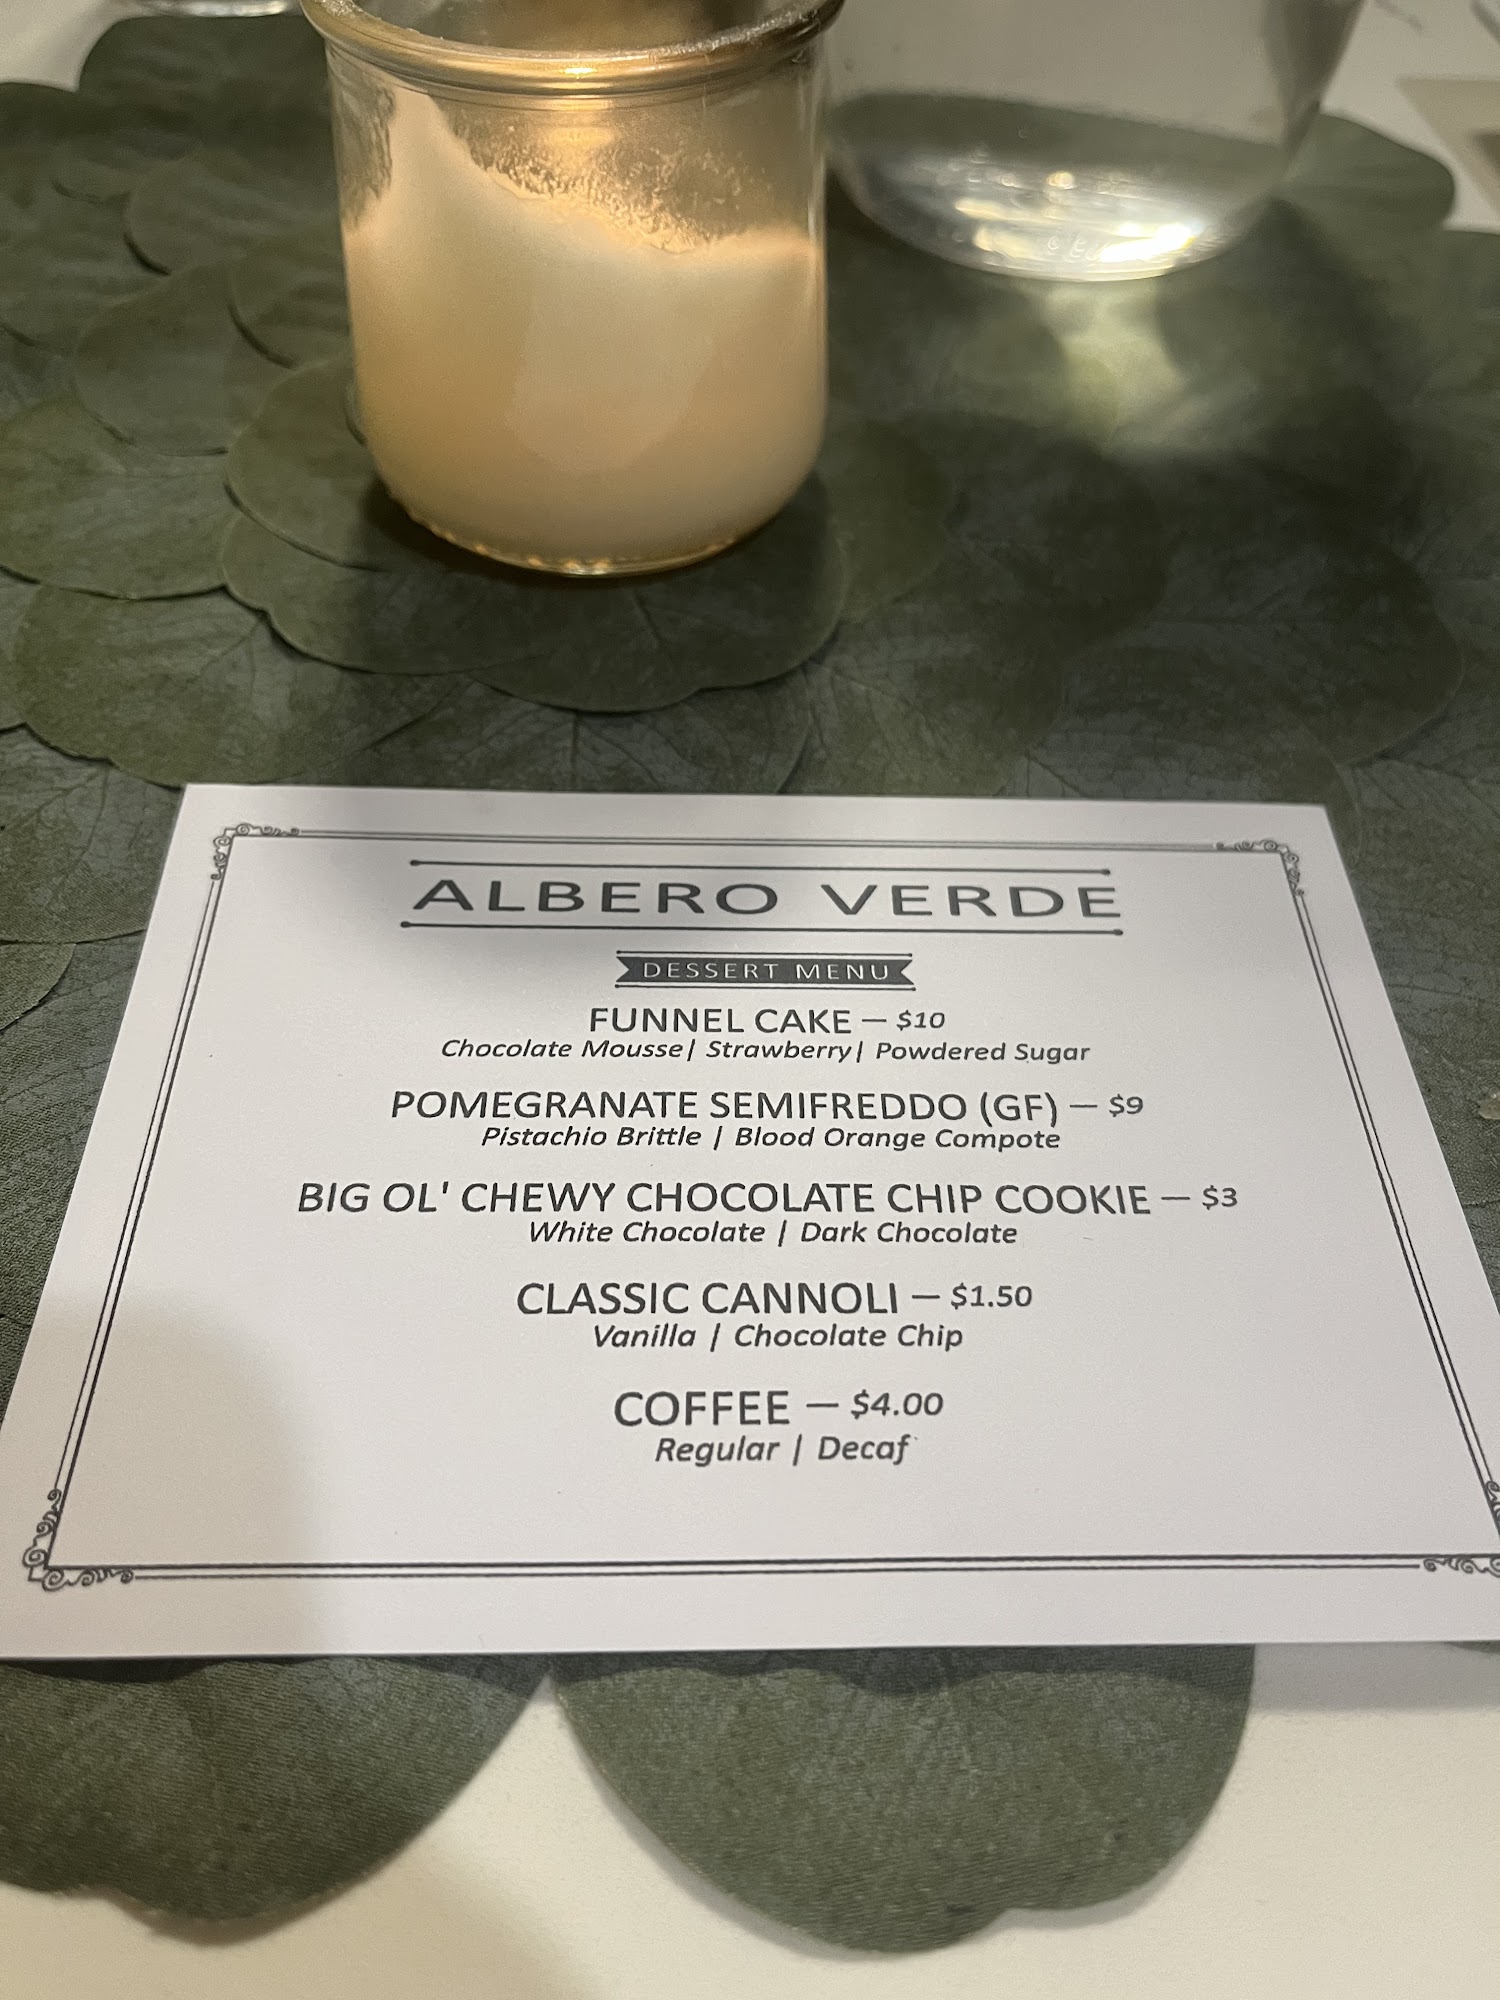 ALBERO VERDE
DESSERT MENU
FUNNEL CAKE — $10
Chocolate Mousse| Strawberry| Powdered Sugar
POMEGRANATE SEMIFREDDO (GF) — $9
Pistachio Brittle | Blood Orange Compote
BIG OL' CHEWY CHOCOLATE CHIP COOKIE — $3
White Chocolate | Dark Chocolate
CLASSIC CANNOLI — $1.50
Vanilla | Chocolate Chip
COFFEE — $4.00
Regular | Decaf